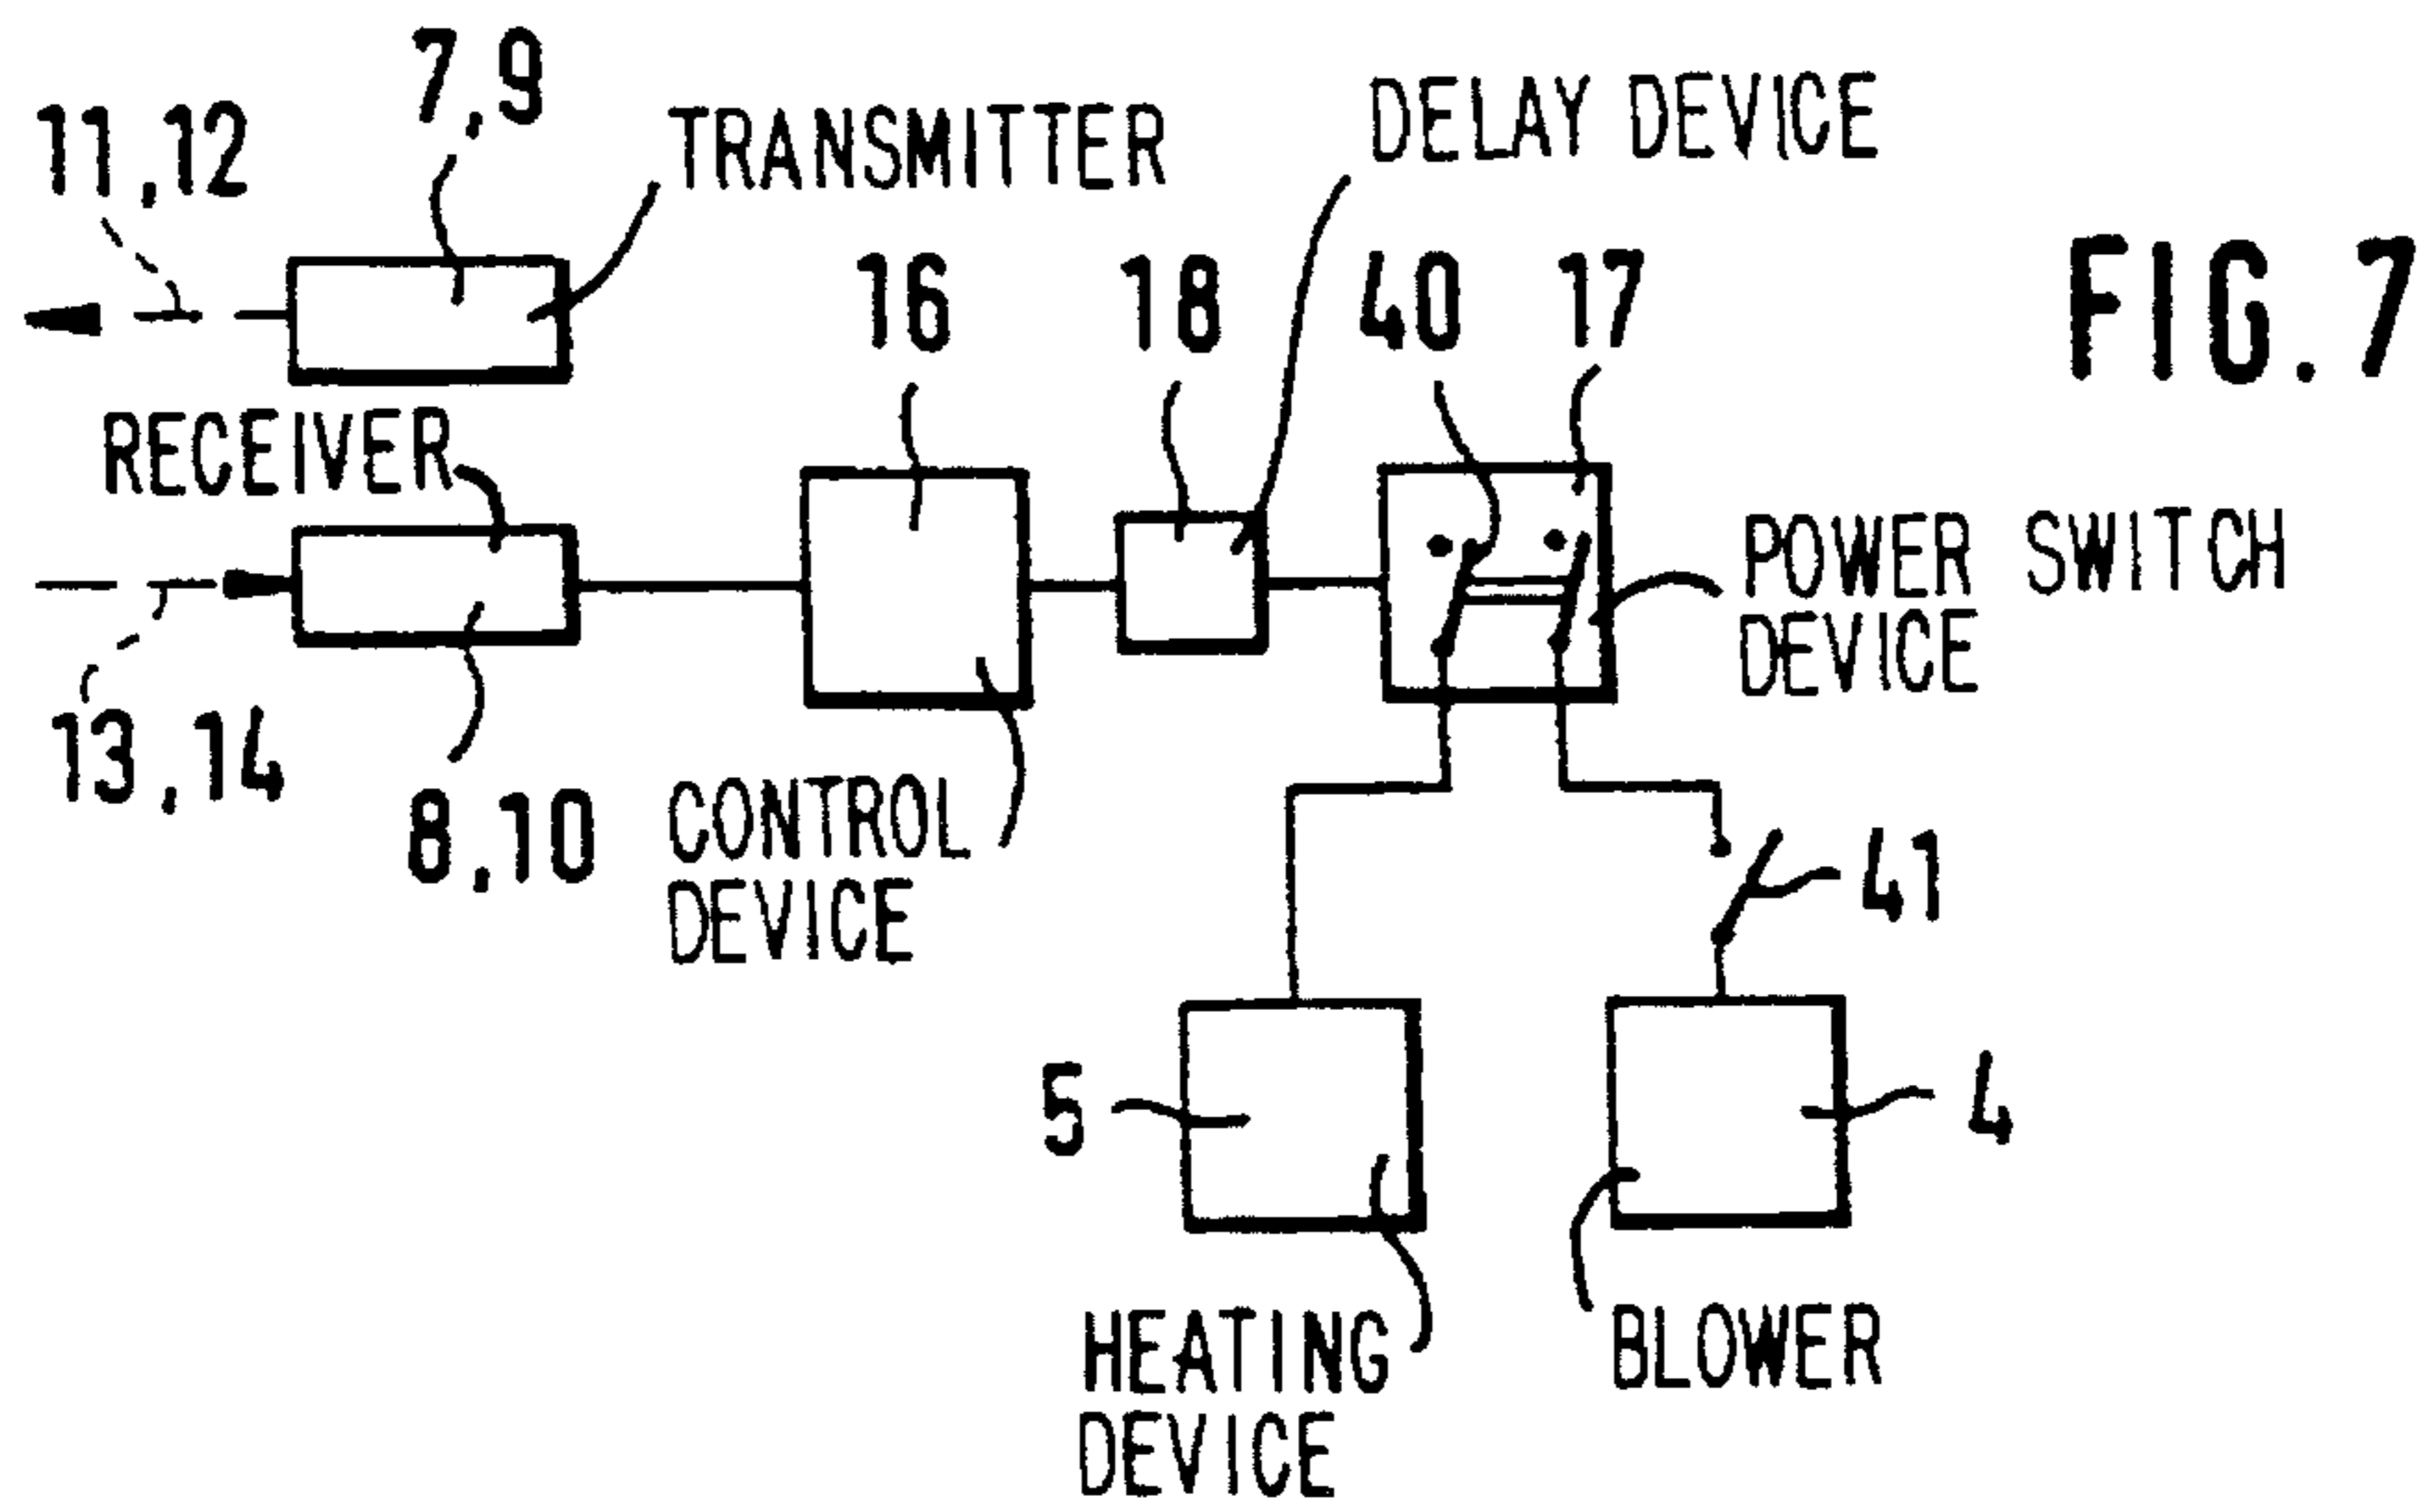 7,9
11,12
TRANSMITTER
DELAY DEVICE
16
18
40
17
FIG. 7
RECEIVER
POWER SWITCH
DEVICE
13,14
8,10
CONTROL
DEVICE
41
5
4
HEATING
DEVICE
BLOWER